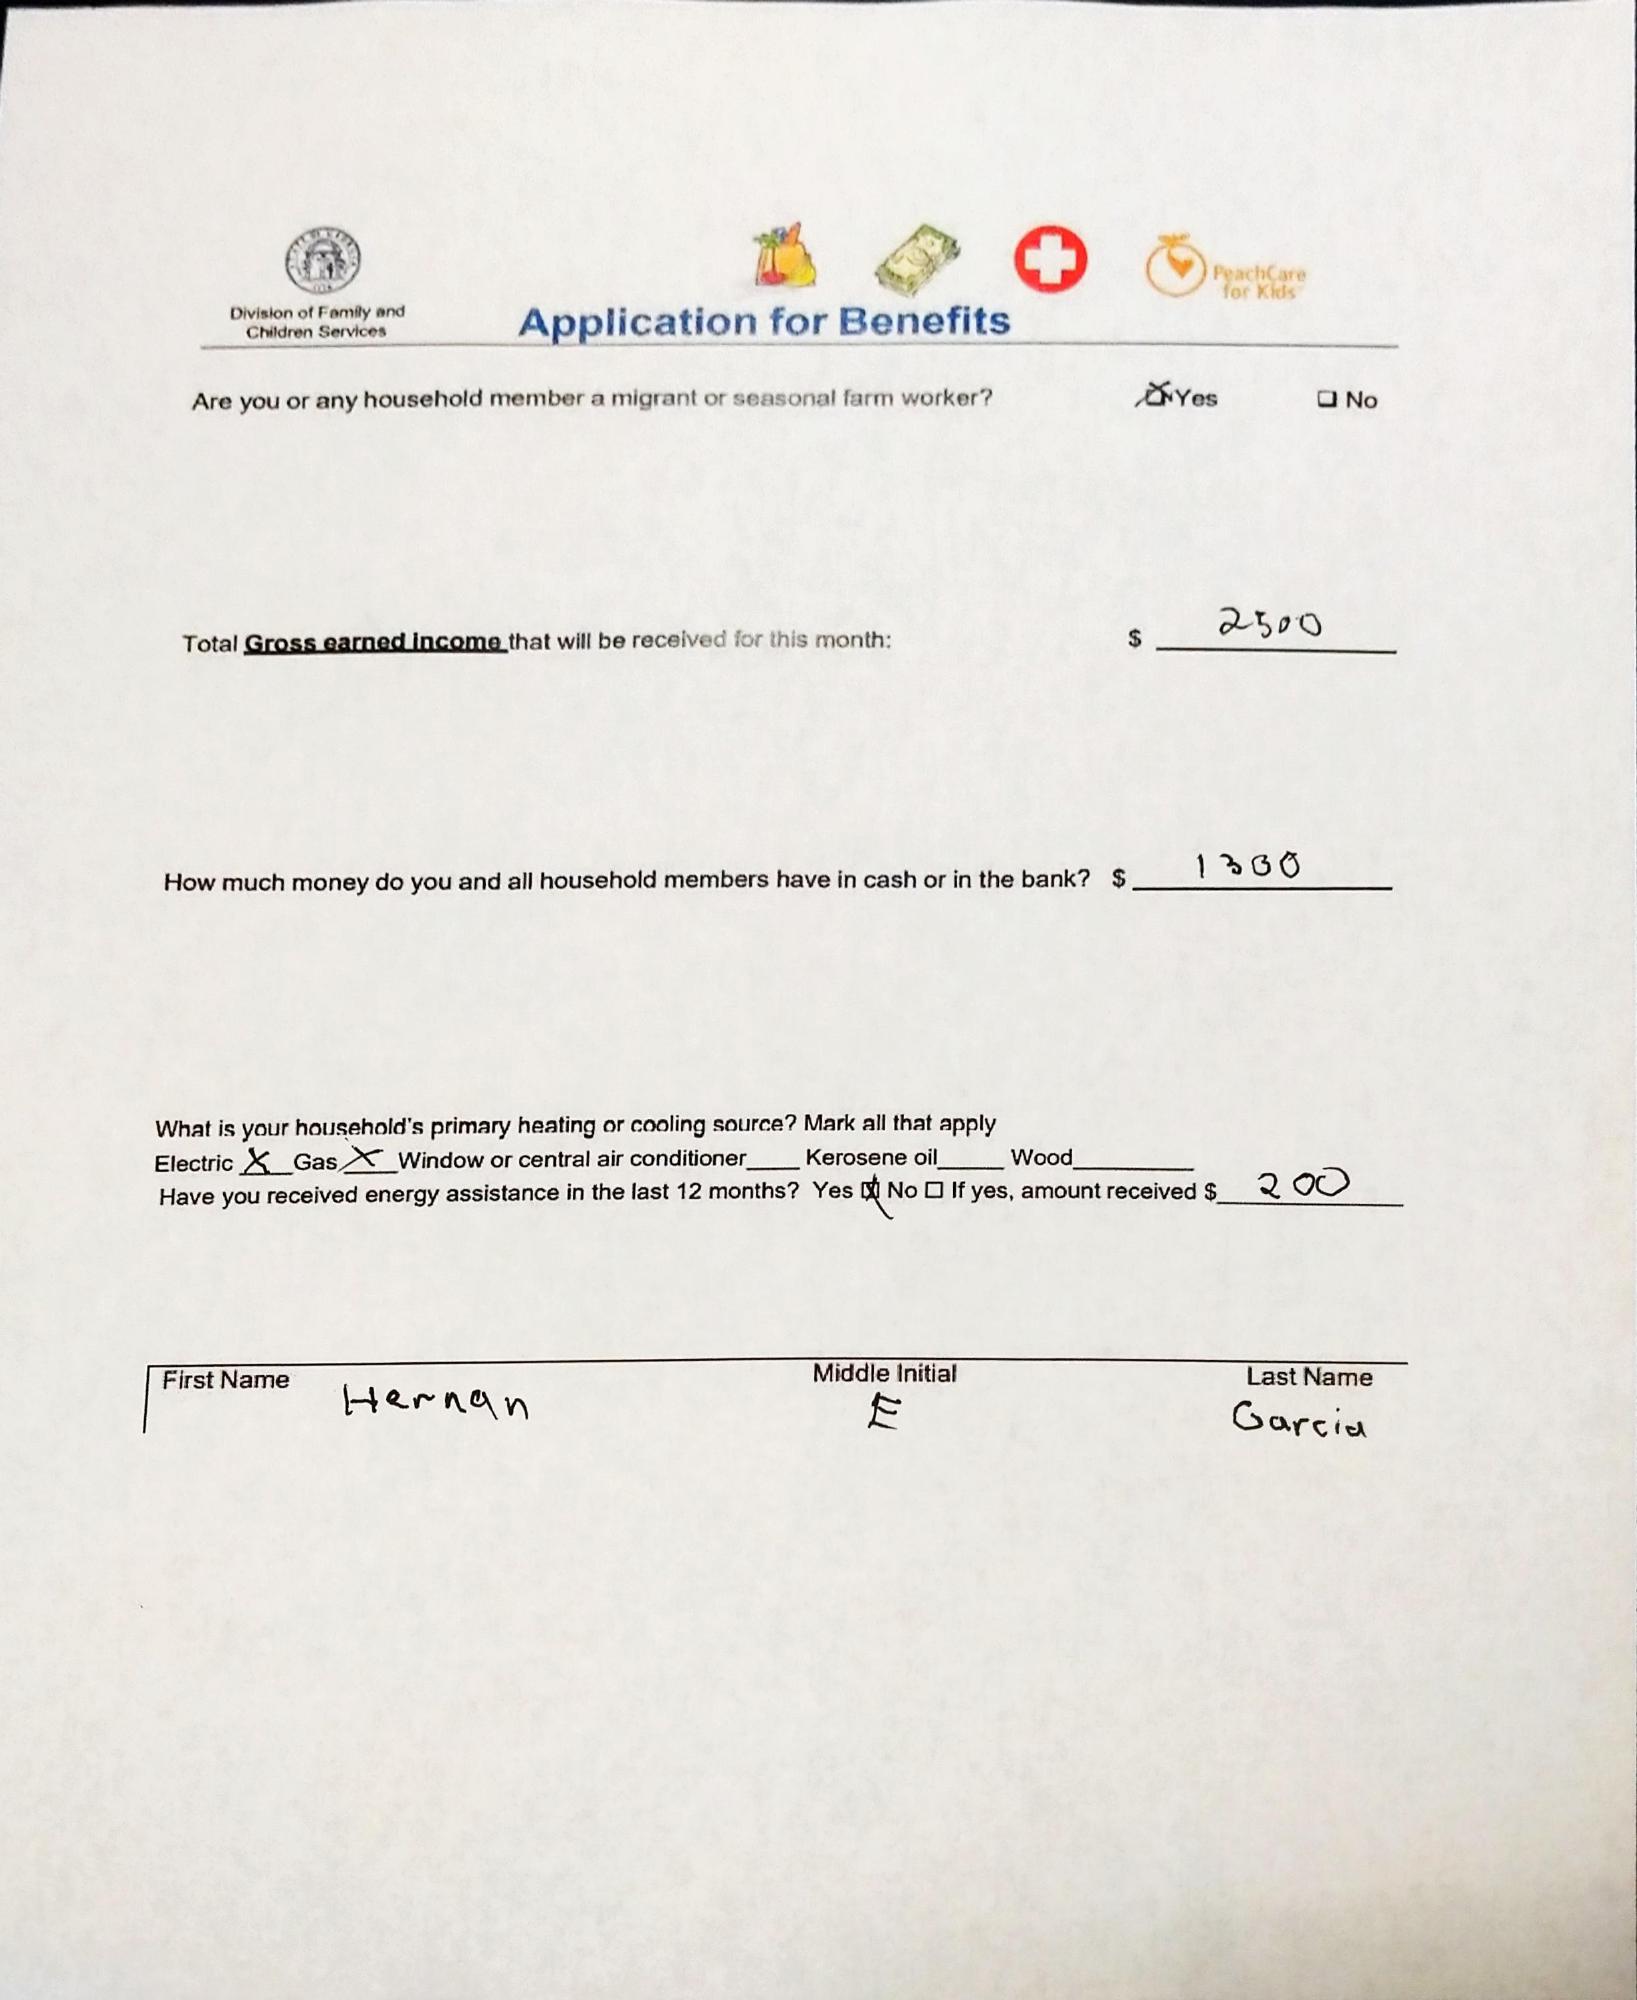 Division of Family and
Children Services
PeachCare
for Kids
Application for Benefits
Are you or any household member a migrant or seasonal farm worker? ☒ Yes ☐ No
Total Gross earned income that will be received for this month: $ 2500
How much money do you and all household members have in cash or in the bank? $ 1300
What is your household's primary heating or cooling source? Mark all that apply
Electric X Gas X Window or central air conditioner____ Kerosene oil_____ Wood_________
Have you received energy assistance in the last 12 months? Yes ☒ No ☐ If yes, amount received $ 200
First Name Middle Initial Last Name
Hernan E Garcia